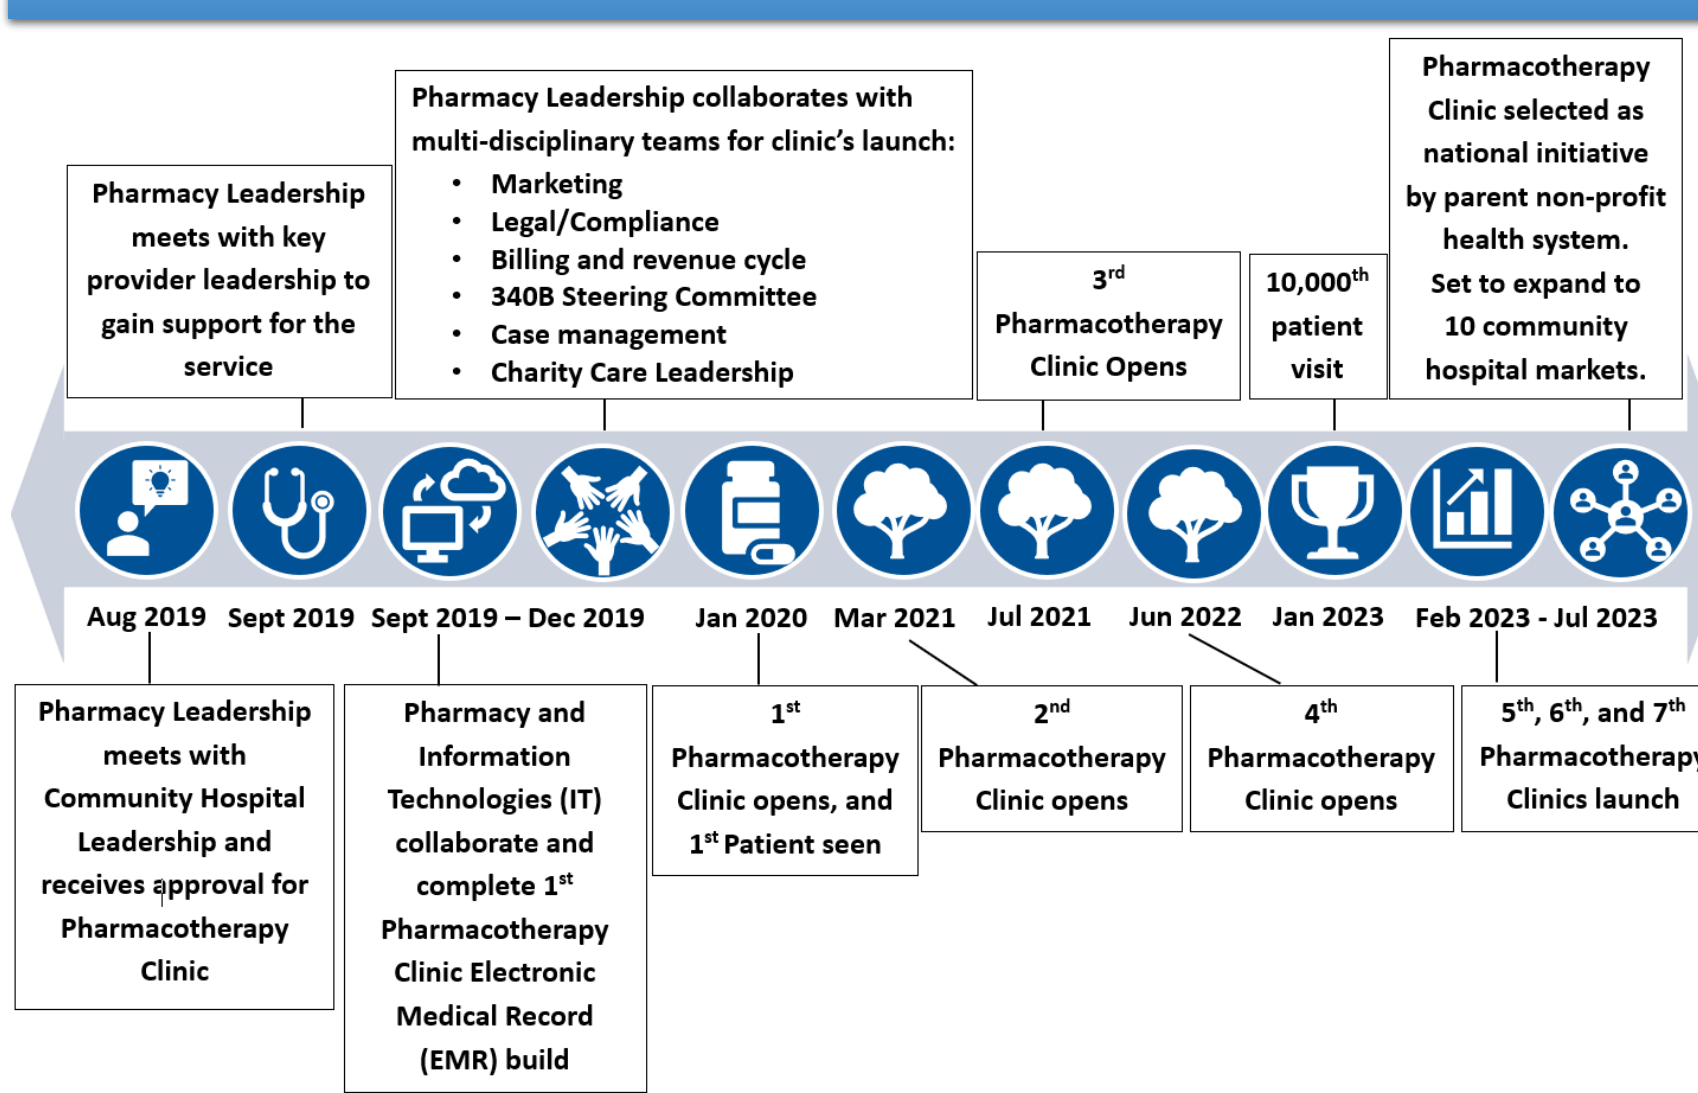 Pharmacy Leadership
meets with key
provider leadership to
gain support for the
service
Pharmacy Leadership collaborates with
multi-disciplinary teams for clinic's launch:
• Marketing
• Legal/Compliance
• Billing and revenue cycle
• 340B Steering Committee
• Case management
• Charity Care Leadership
3rd
Pharmacotherapy
Clinic Opens
10,000th
patient
visit
Pharmacotherapy
Clinic selected as
national initiative
by parent non-profit
health system.
Set to expand to
10 community
hospital markets.
Aug 2019 Sept 2019 Sept 2019 – Dec 2019 Jan 2020 Mar 2021 Jul 2021 Jun 2022 Jan 2023 Feb 2023 - Jul 2023
Pharmacy Leadership
meets with
Community Hospital
Leadership and
receives approval for
Pharmacotherapy
Clinic
Pharmacy and
Information
Technologies (IT)
collaborate and
complete 1st
Pharmacotherapy
Clinic Electronic
Medical Record
(EMR) build
1st
Pharmacotherapy
Clinic opens, and
1st Patient seen
2nd
Pharmacotherapy
Clinic opens
4th
Pharmacotherapy
Clinic opens
5th, 6th, and 7th
Pharmacotherapy
Clinics launch